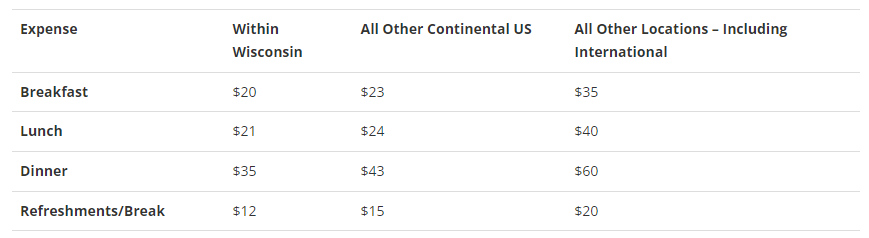 Expense Within Wisconsin All Other Continental US All Other Locations – Including International
Breakfast $20 $23 $35
Lunch $21 $24 $40
Dinner $35 $43 $60
Refreshments/Break $12 $15 $20